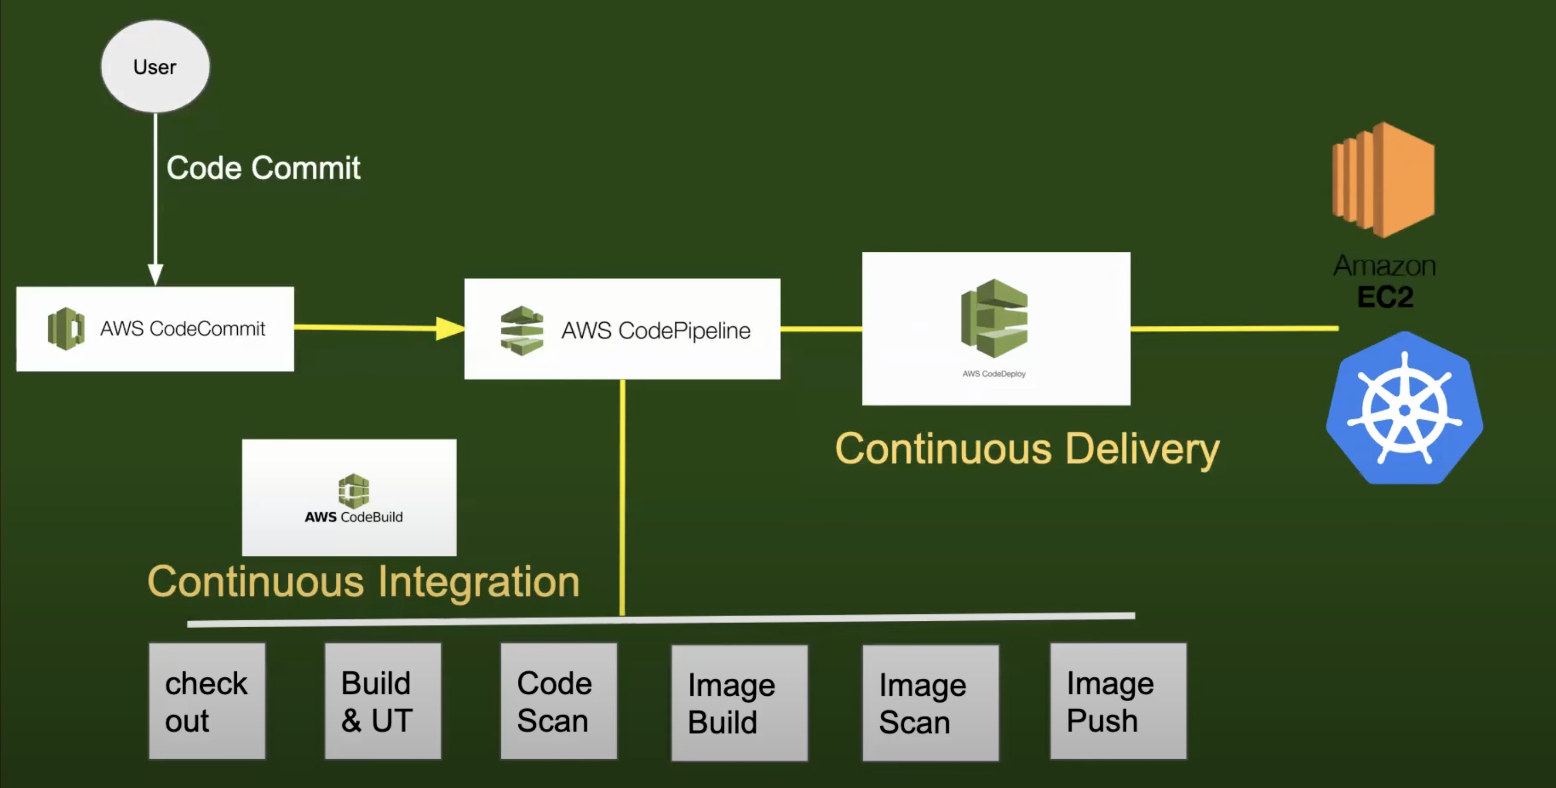 User
Code Commit
AWS CodeCommit
AWS CodePipeline
AWS CodeDeploy
Amazon
EC2
Continuous Delivery
AWS CodeBuild
Continuous Integration
check
out
Build
& UT
Code
Scan
Image
Build
Image
Scan
Image
Push